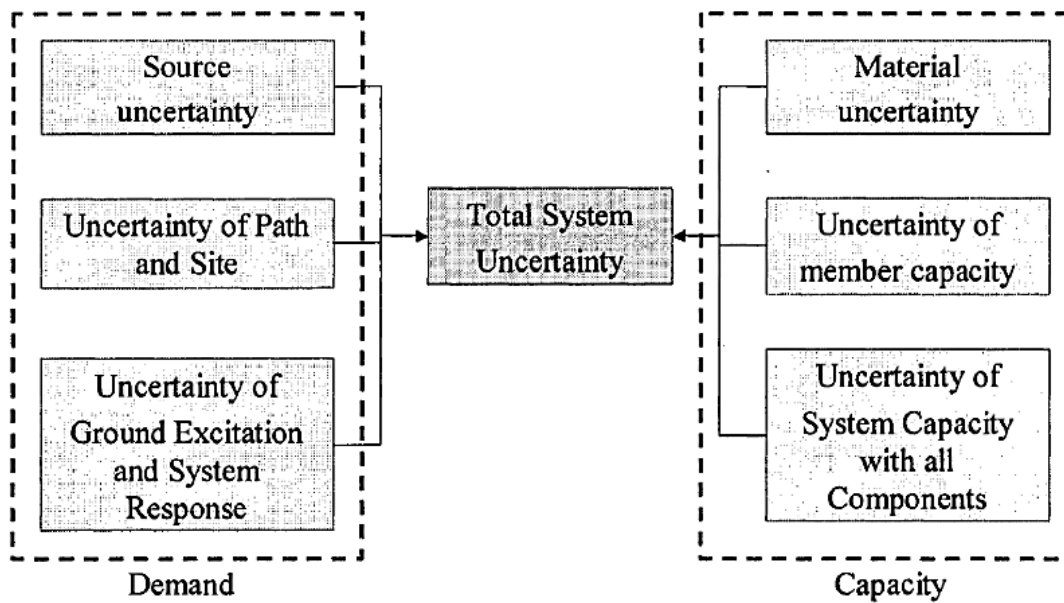 Source
uncertainty
Uncertainty of Path
and Site
Uncertainty of
Ground Excitation
and System
Response
Demand
Total System
Uncertainty
Material
uncertainty
Uncertainty of
member capacity
Uncertainty of
System Capacity
with all
Components
Capacity